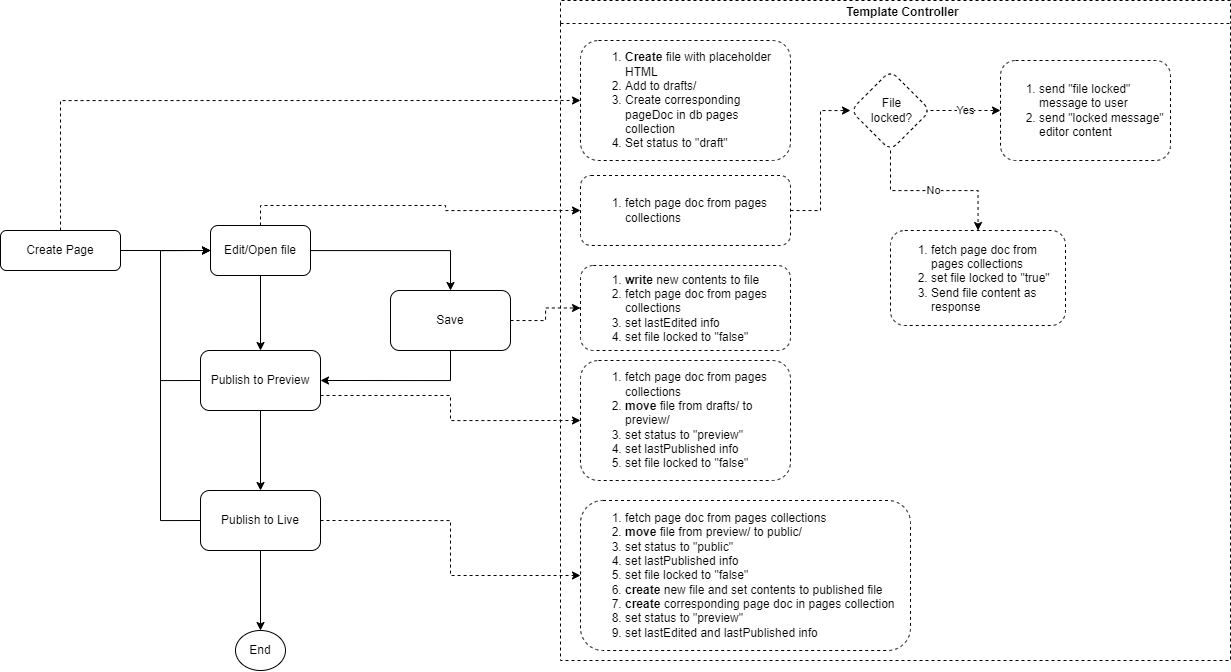 Template Controller
1. Create file with placeholder
HTML
2. Add to drafts/
3. Create corresponding
pageDoc in db pages
collection
4. Set status to "draft"
File
locked?
Yes
1. send "file locked"
message to user
2. send "locked message"
editor content
No
1. fetch page doc from pages
collections
1. fetch page doc from
pages collections
2. set file locked to "true"
3. Send file content as
response
Create Page
Edit/Open file
Save
1. write new contents to file
2. fetch page doc from pages
collections
3. set lastEdited info
4. set file locked to "false"
Publish to Preview
1. fetch page doc from pages
collections
2. move file from drafts/ to
preview/
3. set status to "preview"
4. set lastPublished info
5. set file locked to "false"
Publish to Live
1. fetch page doc from pages collections
2. move file from preview/ to public/
3. set status to "public"
4. set lastPublished info
5. set file locked to "false"
6. create new file and set contents to published file
7. create corresponding page doc in pages collection
8. set status to "preview"
9. set lastEdited and lastPublished info
End